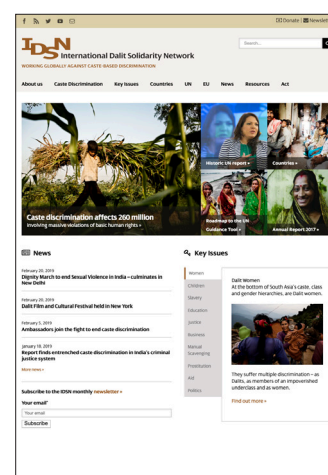 Donate | Newslet
IDSN
International Dalit Solidarity Network
WORKING GLOBALLY AGAINST CASTE-BASED DISCRIMINATION
Search...
About us Caste Discrimination Key Issues Countries UN EU News Resources Act
Historic UN report »
Countries »
Caste discrimination affects 260 million
involving massive violations of basic human rights »
Roadmap to the UN
Guidance Tool »
Annual Report 2017 »
News
February 20, 2019
Dignity March to end Sexual Violence in India – culminates in
New Delhi
February 20, 2019
Dalit Film and Cultural Festival held in New York
February 5, 2019
Ambassadors join the fight to end caste discrimination
January 18, 2019
Report finds entrenched caste discrimination in India's criminal
justice system
More news »
Subscribe to the IDSN monthly newsletter »
Your email*
Your email
Subscribe
Key Issues
Women
Children
Slavery
Education
Justice
Business
Manual
Scavenging
Prostitution
Aid
Politics
Dalit Women
At the bottom of South Asia's caste, class
and gender hierarchies, are Dalit women.
They suffer multiple discrimination – as
Dalits, as members of an impoverished
underclass and as women.
Find out more »